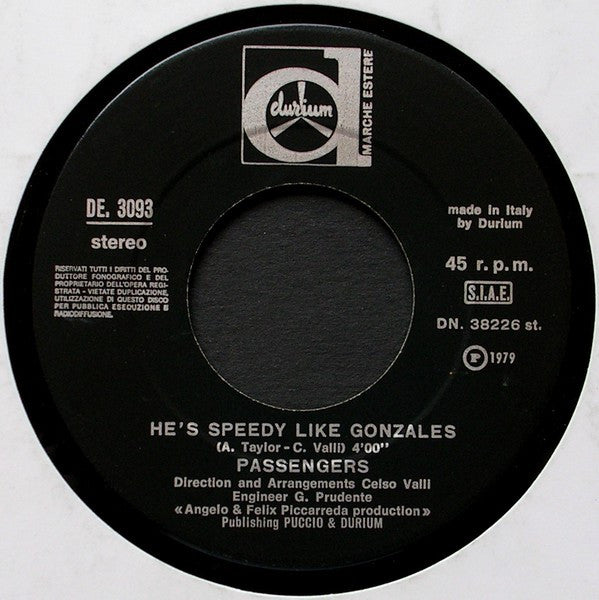 durium
MARCHE ESTERE
DE. 3093
stereo
RISERVATI TUTTI I DIRITTI DEL PRO-
DUTTORE FONOGRAFICO E DEL
PROPRIETARIO DELL'OPERA REGI-
STRATA - VIETATE DUPLICAZIONE,
UTILIZZAZIONE DI QUESTO DISCO
PER PUBBLICA ESECUZIONE E
RADIODIFFUSIONE.
made in Italy
by Durium
45 r.p.m.
S.I.A.E.
DN. 38226 st.
Ⓟ 1979
HE'S SPEEDY LIKE GONZALES
(A. Taylor - C. Valli) 4'00"
PASSENGERS
Direction and Arrangements Celso Valli
Engineer G. Prudente
«Angelo & Felix Piccarreda production»
Publishing PUCCIO & DURIUM